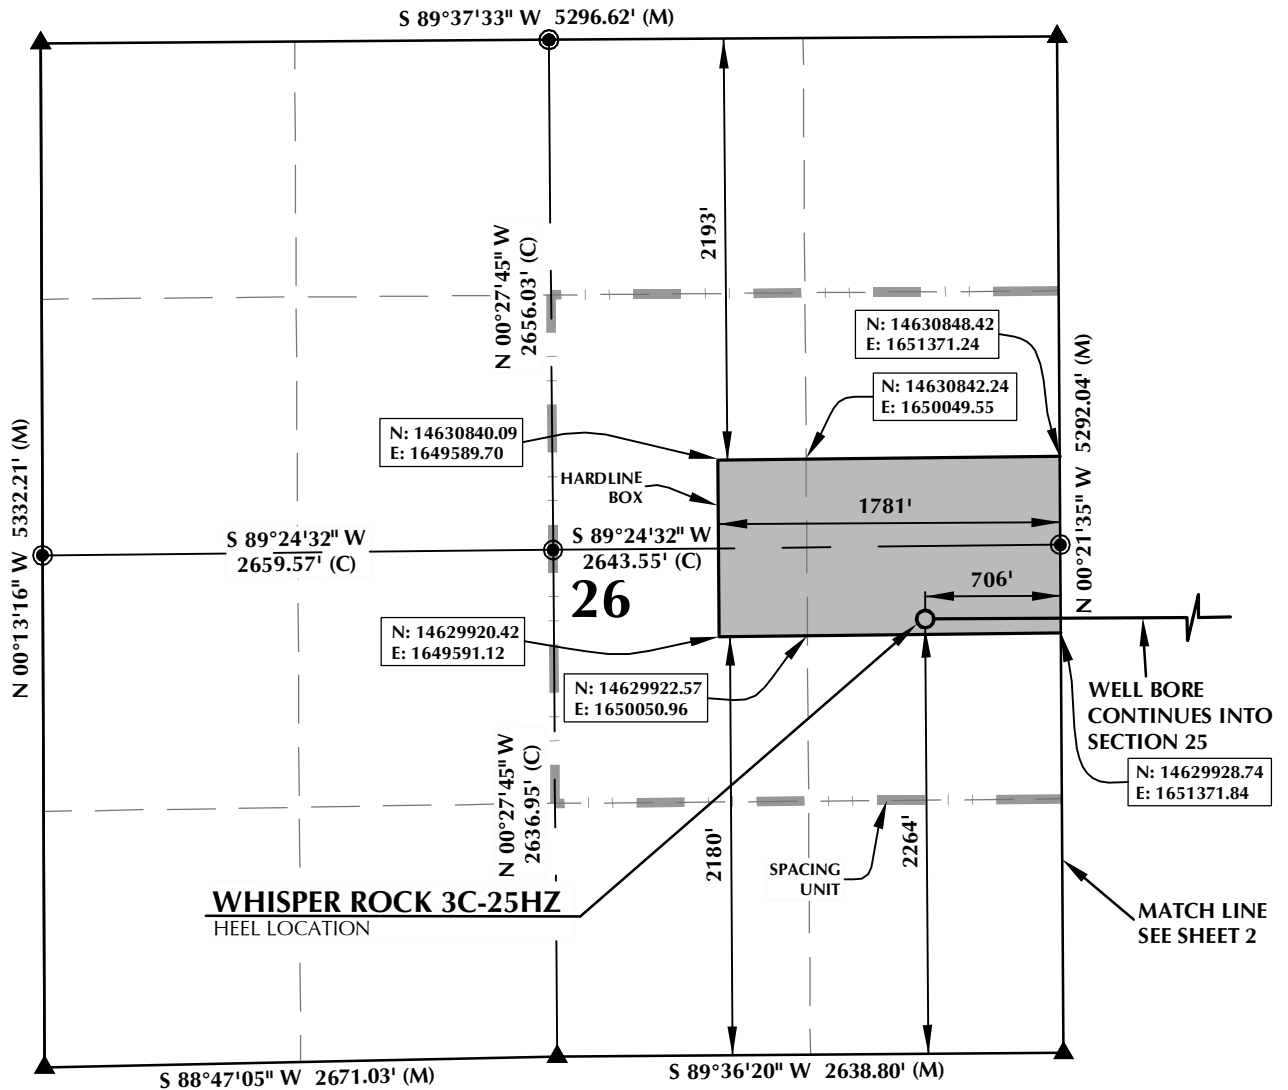 S 89°37'33" W 5296.62' (M)
2193'
N 00°27'45" W
2656.03' (C)
N: 14630848.42
E: 1651371.24
N: 14630842.24
E: 1650049.55
N 00°21'35" W 5292.04' (M)
N 00°13'16" W 5332.21' (M)
N: 14630840.09
E: 1649589.70
HARDLINE
BOX
1781'
S 89°24'32" W
2659.57' (C)
S 89°24'32" W
2643.55' (C)
26
706'
N: 14629920.42
E: 1649591.12
N: 14629922.57
E: 1650050.96
WELL BORE
CONTINUES INTO
SECTION 25
N: 14629928.74
E: 1651371.84
N 00°27'45" W
2636.95' (C)
2180'
2264'
SPACING
UNIT
WHISPER ROCK 3C-25HZ
HEEL LOCATION
MATCH LINE
SEE SHEET 2
S 88°47'05" W 2671.03' (M)
S 89°36'20" W 2638.80' (M)